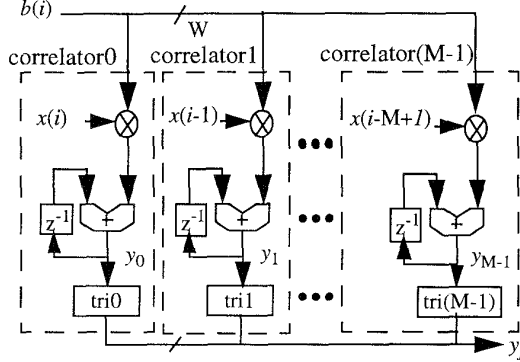 b(i)
W
correlator0 correlator1 correlator(M-1)
x(i) x(i-1) x(i-M+1)
z-1 + z-1 + z-1 +
y0 y1 yM-1
tri0 tri1 tri(M-1)
y